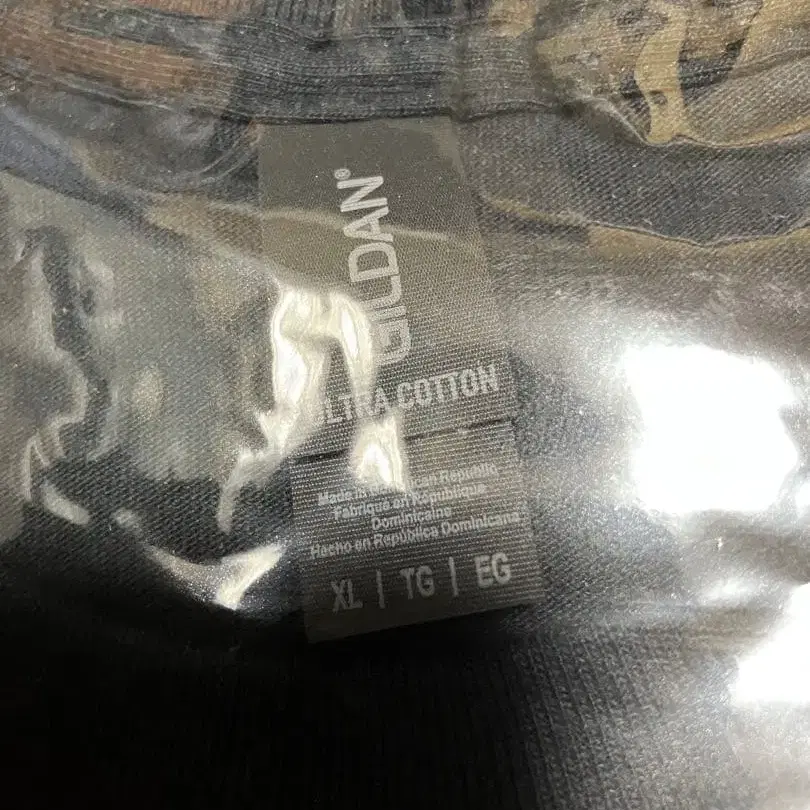 GILDAN®
ULTRA COTTON
Made in Dominican Republic
Fabriqué en République
Dominicaine
Hecho en República Dominicana
XL | TG | EG